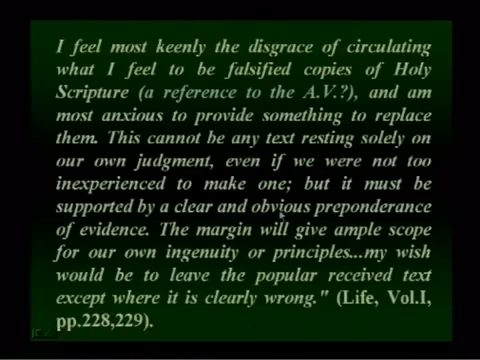 I feel most keenly the disgrace of circulating
what I feel to be falsified copies of Holy
Scripture (a reference to the A.V.?), and am
most anxious to provide something to replace
them. This cannot be any text resting solely on
our own judgment, even if we were not too
inexperienced to make one; but it must be
supported by a clear and obvious preponderance
of evidence. The margin will give ample scope
for our own ingenuity or principles...my wish
would be to leave the popular received text
except where it is clearly wrong." (Life, Vol.I,
pp.228,229).